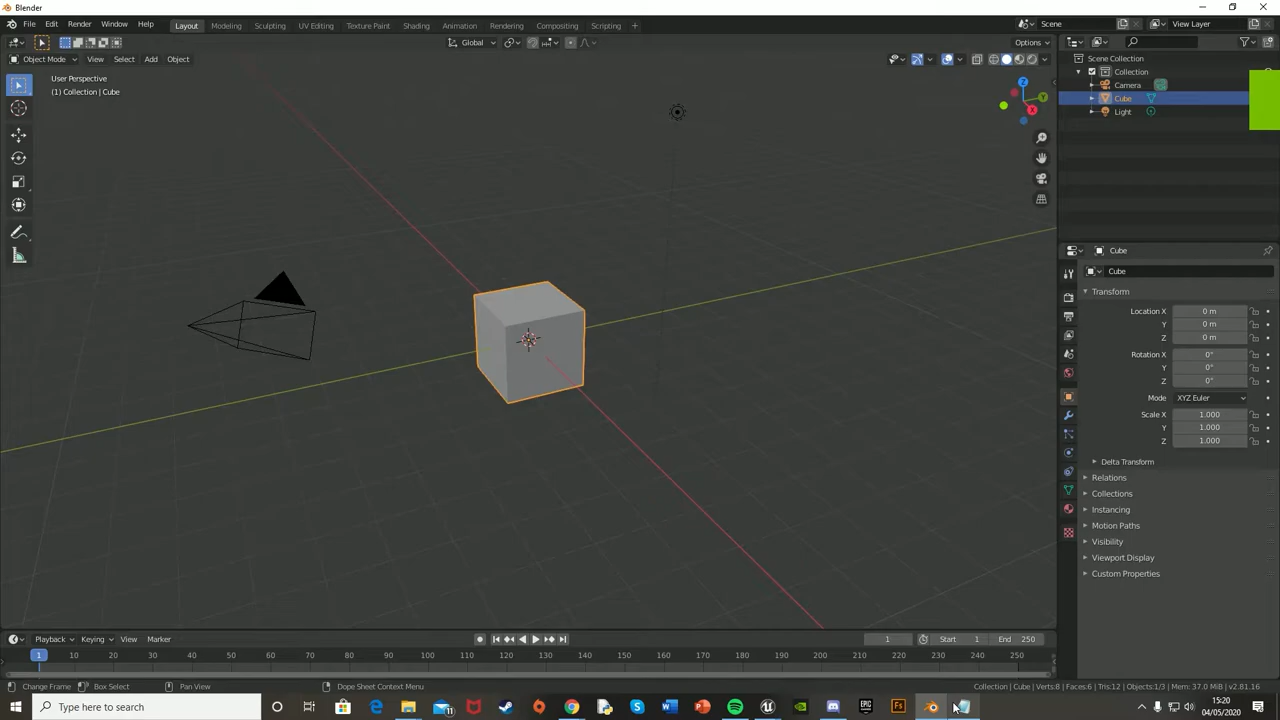 Blender
File Edit Render Window Help Layout Modeling Sculpting UV Editing Texture Paint Shading Animation Rendering Compositing Scripting + Scene View Layer
Global Options
Object Mode View Select Add Object
User Perspective
(1) Collection | Cube
Z
Y
X
Scene Collection
Collection
Camera
Cube
Light
Cube
Cube
Transform
Location X 0 m
Y 0 m
Z 0 m
Rotation X 0°
Y 0°
Z 0°
Mode XYZ Euler
Scale X 1.000
Y 1.000
Z 1.000
Delta Transform
Relations
Collections
Instancing
Motion Paths
Visibility
Viewport Display
Custom Properties
Playback Keying View Marker 1 Start 1 End 250
1 10 20 30 40 50 60 70 80 90 100 110 120 130 140 150 160 170 180 190 200 210 220 230 240 250
Change Frame Box Select Pan View Dope Sheet Context Menu Collection | Cube | Verts:8 | Faces:6 | Tris:12 | Objects:1/3 | Mem: 37.0 MiB | v2.81.16
Type here to search 11 W P EPIC Fs 15:20
04/05/2020